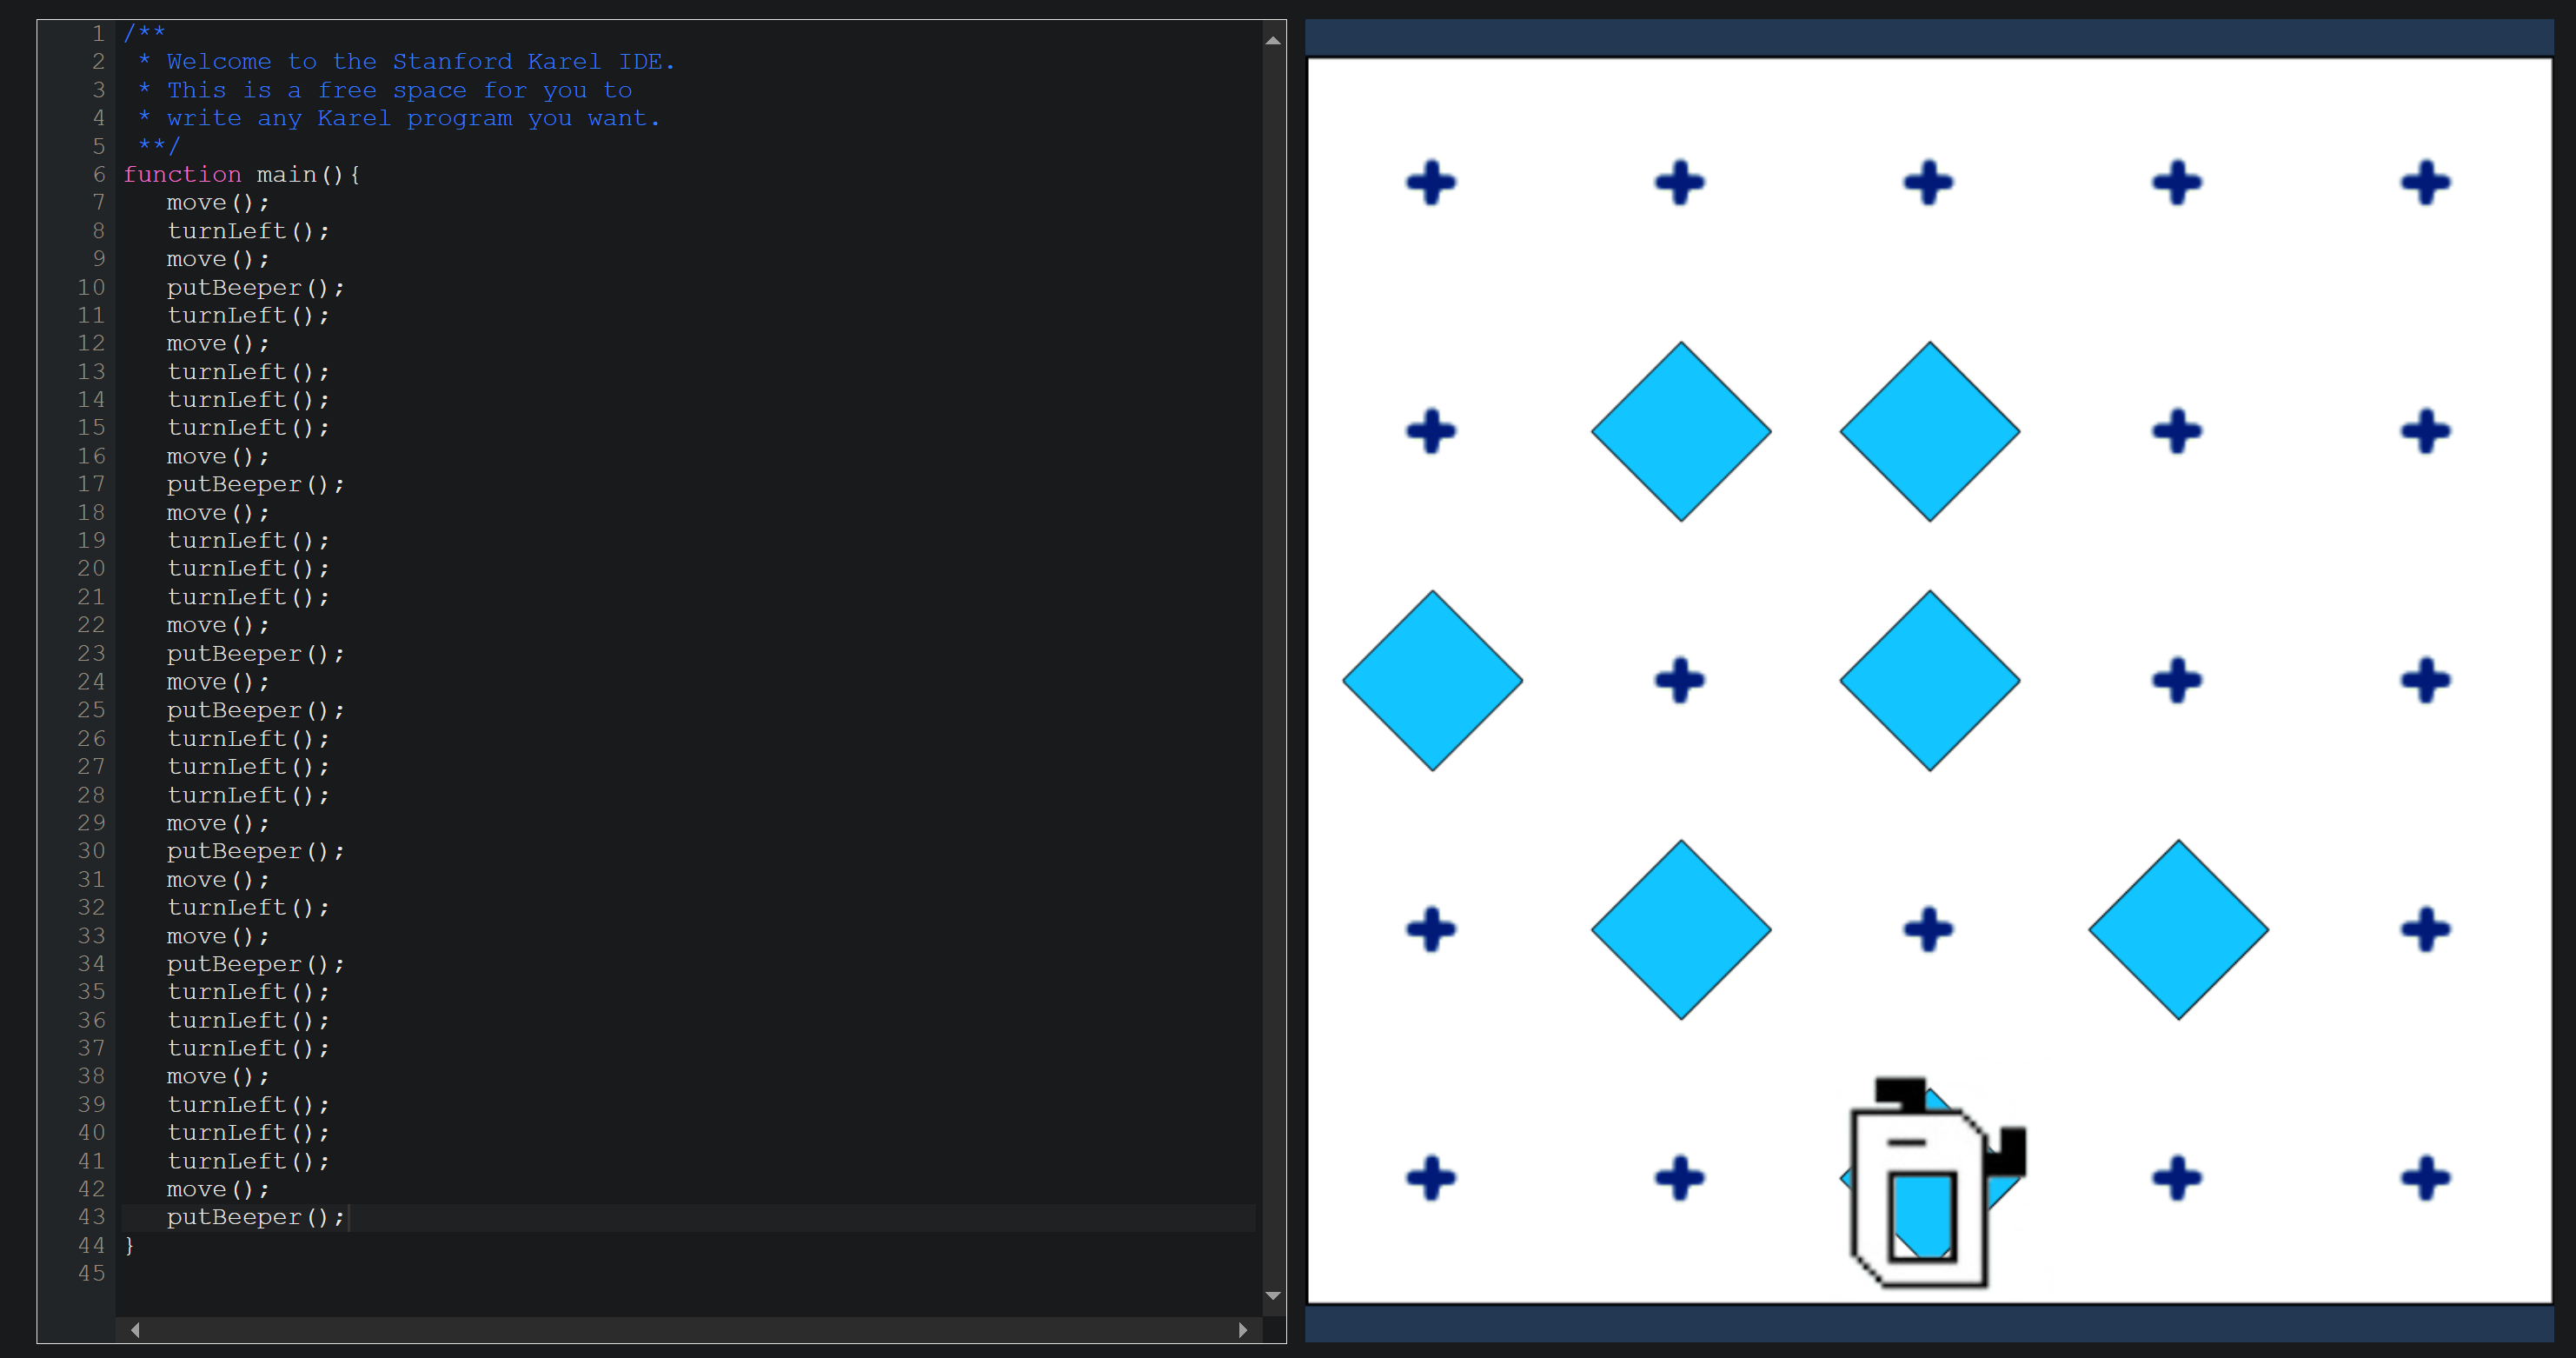 1 /**
2 * Welcome to the Stanford Karel IDE.
3 * This is a free space for you to
4 * write any Karel program you want.
5 **/
6 function main(){
7 move();
8 turnLeft();
9 move();
10 putBeeper();
11 turnLeft();
12 move();
13 turnLeft();
14 turnLeft();
15 turnLeft();
16 move();
17 putBeeper();
18 move();
19 turnLeft();
20 turnLeft();
21 turnLeft();
22 move();
23 putBeeper();
24 move();
25 putBeeper();
26 turnLeft();
27 turnLeft();
28 turnLeft();
29 move();
30 putBeeper();
31 move();
32 turnLeft();
33 move();
34 putBeeper();
35 turnLeft();
36 turnLeft();
37 turnLeft();
38 move();
39 turnLeft();
40 turnLeft();
41 turnLeft();
42 move();
43 putBeeper();
44 }
45